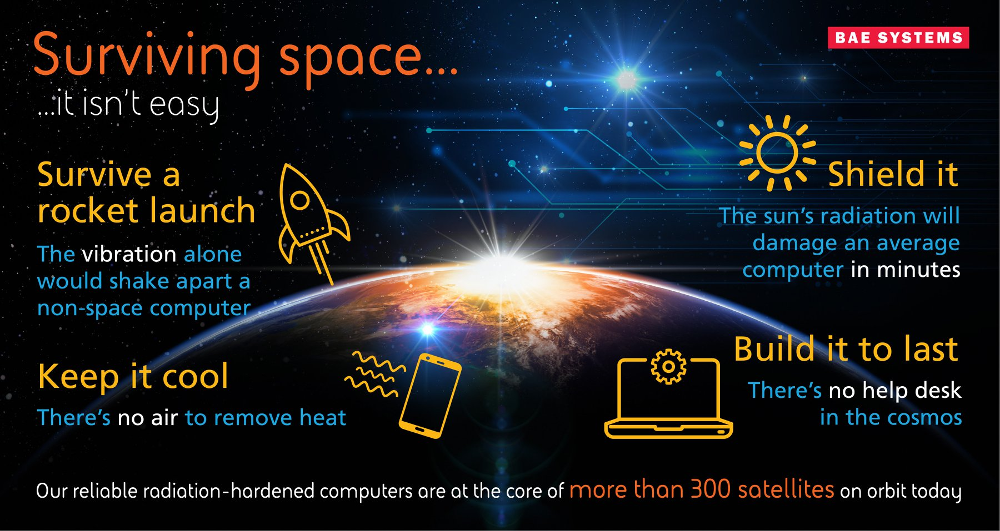 Surviving space...
...it isn't easy
BAE SYSTEMS
Survive a
rocket launch
The vibration alone
would shake apart a
non-space computer
Shield it
The sun's radiation will
damage an average
computer in minutes
Keep it cool
There's no air to remove heat
Build it to last
There's no help desk
in the cosmos
Our reliable radiation-hardened computers are at the core of more than 300 satellites on orbit today